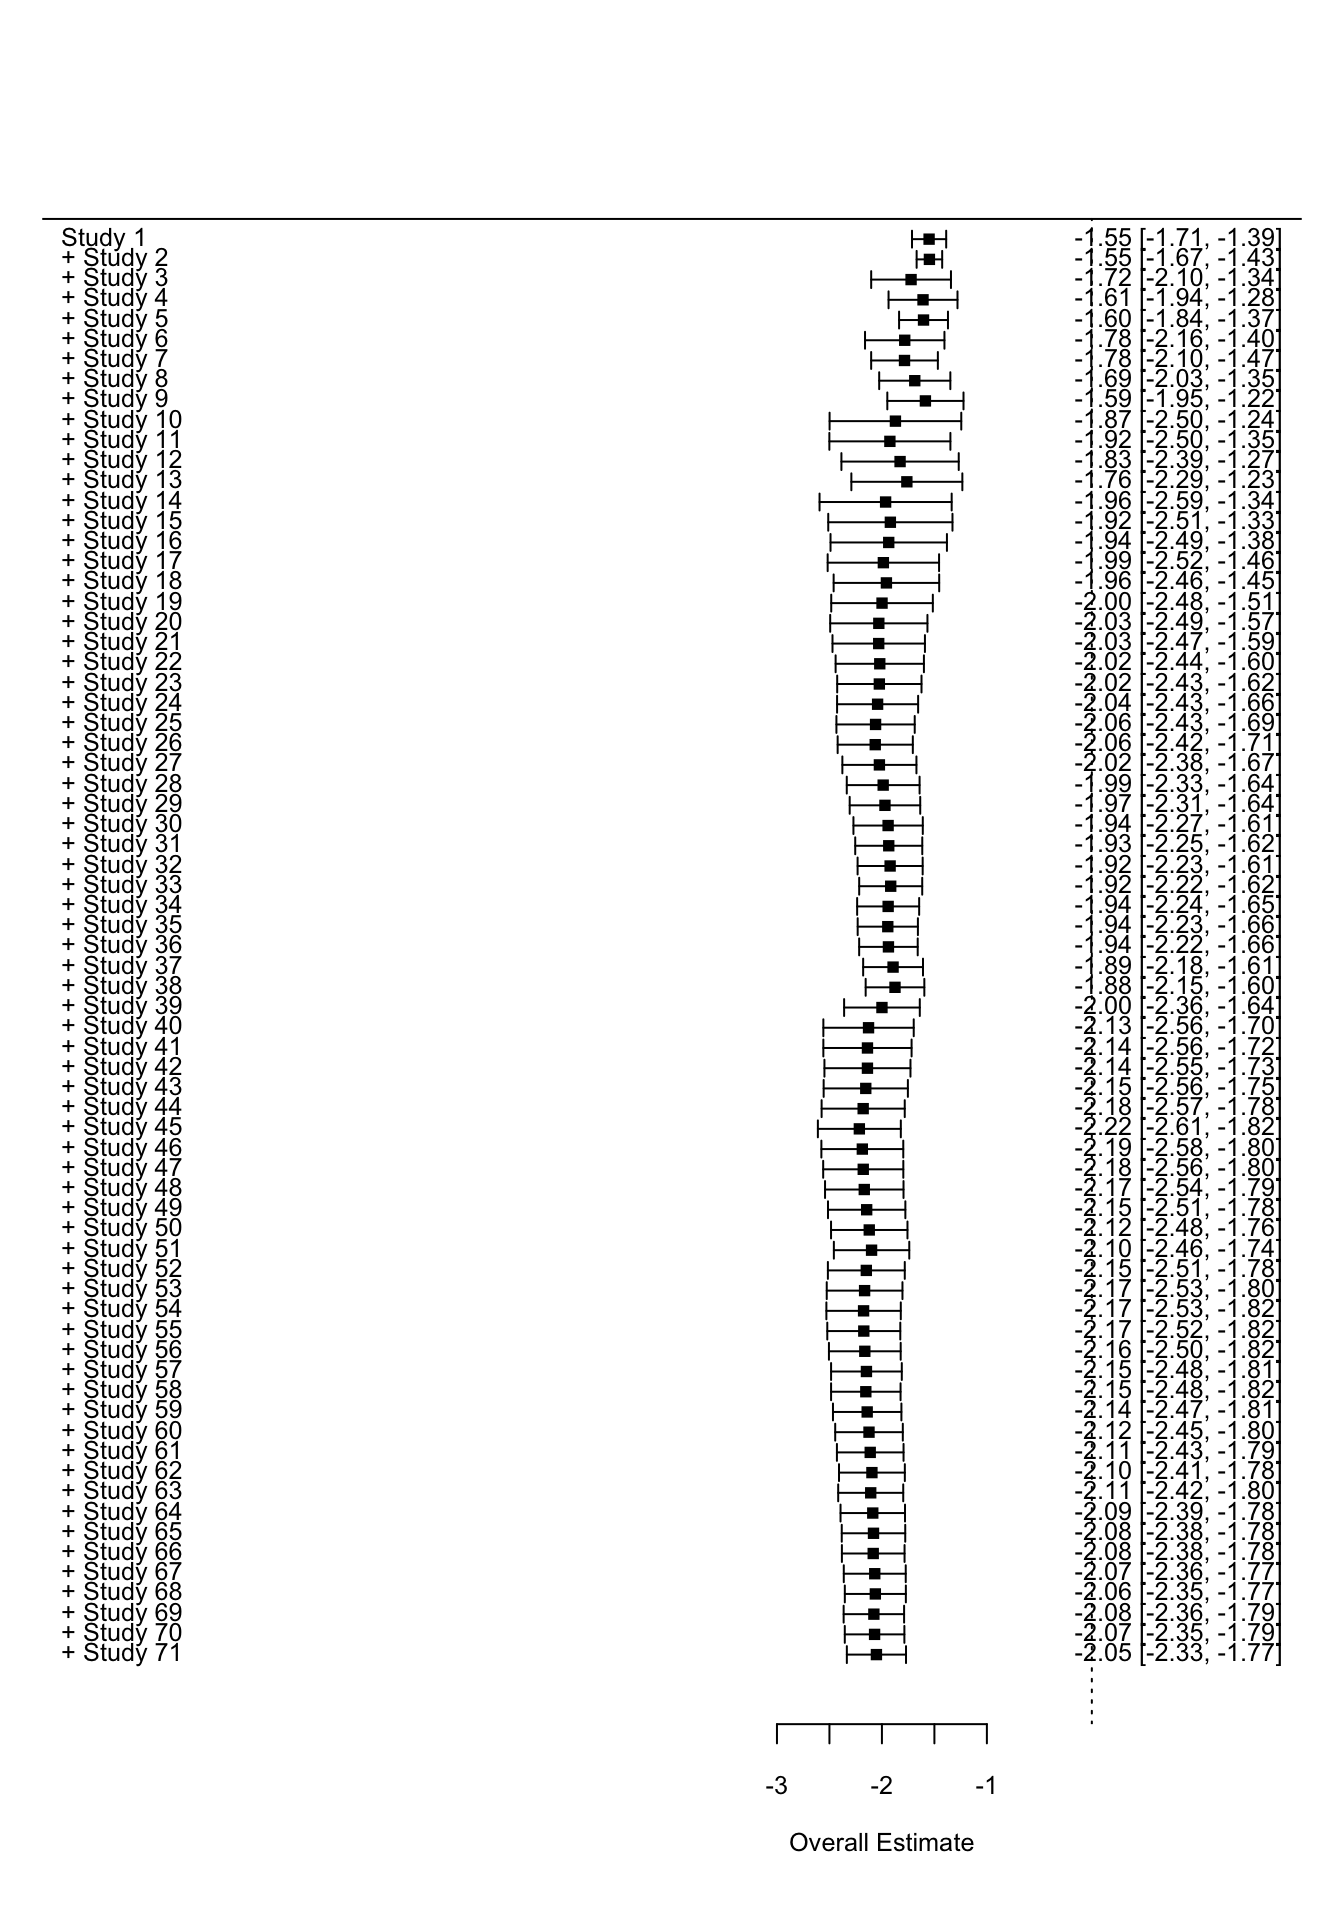 Study 1 -1.55 [-1.71, -1.39]
+ Study 2 -1.55 [-1.67, -1.43]
+ Study 3 -1.72 [-2.10, -1.34]
+ Study 4 -1.61 [-1.94, -1.28]
+ Study 5 -1.60 [-1.84, -1.37]
+ Study 6 -1.78 [-2.16, -1.40]
+ Study 7 -1.78 [-2.10, -1.47]
+ Study 8 -1.69 [-2.03, -1.35]
+ Study 9 -1.59 [-1.95, -1.22]
+ Study 10 -1.87 [-2.50, -1.24]
+ Study 11 -1.92 [-2.50, -1.35]
+ Study 12 -1.83 [-2.39, -1.27]
+ Study 13 -1.76 [-2.29, -1.23]
+ Study 14 -1.96 [-2.59, -1.34]
+ Study 15 -1.92 [-2.51, -1.33]
+ Study 16 -1.94 [-2.49, -1.38]
+ Study 17 -1.99 [-2.52, -1.46]
+ Study 18 -1.96 [-2.46, -1.45]
+ Study 19 -2.00 [-2.48, -1.51]
+ Study 20 -2.03 [-2.49, -1.57]
+ Study 21 -2.03 [-2.47, -1.59]
+ Study 22 -2.02 [-2.44, -1.60]
+ Study 23 -2.02 [-2.43, -1.62]
+ Study 24 -2.04 [-2.43, -1.66]
+ Study 25 -2.06 [-2.43, -1.69]
+ Study 26 -2.06 [-2.42, -1.71]
+ Study 27 -2.02 [-2.38, -1.67]
+ Study 28 -1.99 [-2.33, -1.64]
+ Study 29 -1.97 [-2.31, -1.64]
+ Study 30 -1.94 [-2.27, -1.61]
+ Study 31 -1.93 [-2.25, -1.62]
+ Study 32 -1.92 [-2.23, -1.61]
+ Study 33 -1.92 [-2.22, -1.62]
+ Study 34 -1.94 [-2.24, -1.65]
+ Study 35 -1.94 [-2.23, -1.66]
+ Study 36 -1.94 [-2.22, -1.66]
+ Study 37 -1.89 [-2.18, -1.61]
+ Study 38 -1.88 [-2.15, -1.60]
+ Study 39 -2.00 [-2.36, -1.64]
+ Study 40 -2.13 [-2.56, -1.70]
+ Study 41 -2.14 [-2.56, -1.72]
+ Study 42 -2.14 [-2.55, -1.73]
+ Study 43 -2.15 [-2.56, -1.75]
+ Study 44 -2.18 [-2.57, -1.78]
+ Study 45 -2.22 [-2.61, -1.82]
+ Study 46 -2.19 [-2.58, -1.80]
+ Study 47 -2.18 [-2.56, -1.80]
+ Study 48 -2.17 [-2.54, -1.79]
+ Study 49 -2.15 [-2.51, -1.78]
+ Study 50 -2.12 [-2.48, -1.76]
+ Study 51 -2.10 [-2.46, -1.74]
+ Study 52 -2.15 [-2.51, -1.78]
+ Study 53 -2.17 [-2.53, -1.80]
+ Study 54 -2.17 [-2.53, -1.82]
+ Study 55 -2.17 [-2.52, -1.82]
+ Study 56 -2.16 [-2.50, -1.82]
+ Study 57 -2.15 [-2.48, -1.81]
+ Study 58 -2.15 [-2.48, -1.82]
+ Study 59 -2.14 [-2.47, -1.81]
+ Study 60 -2.12 [-2.45, -1.80]
+ Study 61 -2.11 [-2.43, -1.79]
+ Study 62 -2.10 [-2.41, -1.78]
+ Study 63 -2.11 [-2.42, -1.80]
+ Study 64 -2.09 [-2.39, -1.78]
+ Study 65 -2.08 [-2.38, -1.78]
+ Study 66 -2.08 [-2.38, -1.78]
+ Study 67 -2.07 [-2.36, -1.77]
+ Study 68 -2.06 [-2.35, -1.77]
+ Study 69 -2.08 [-2.36, -1.79]
+ Study 70 -2.07 [-2.35, -1.79]
+ Study 71 -2.05 [-2.33, -1.77]
-3 -2 -1
Overall Estimate